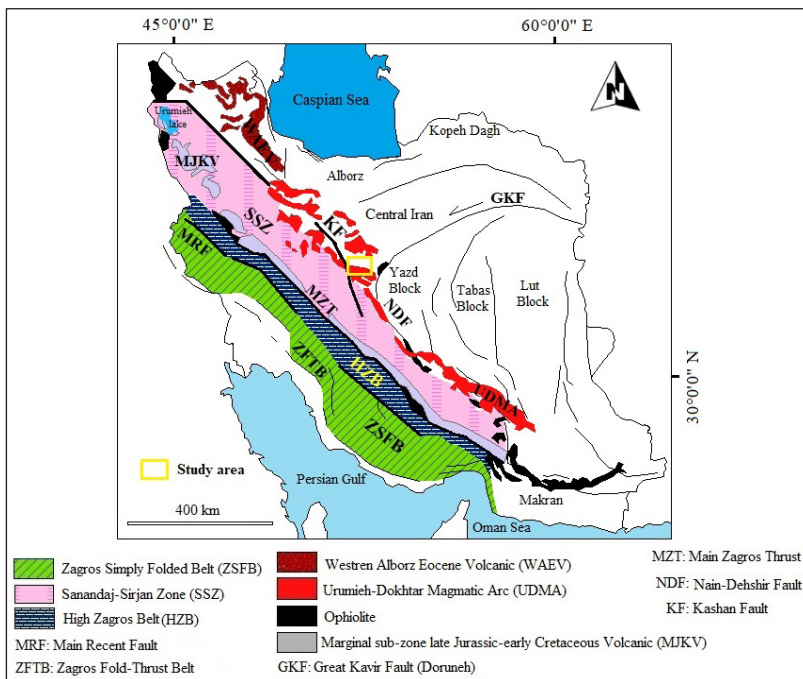 45°0'0" E
60°0'0" E
N
Caspian Sea
Kopeh Dagh
Urumieh
lake
WAEV
MJKV
Alborz
GKF
Central Iran
SSZ
KF
MRF
Yazd
Block
Tabas
Block
Lut
Block
MZT
NDF
ZFTB
HZB
30°0'0" N
UDMA
ZSFB
Study area
Persian Gulf
Makran
400 km
Oman Sea
Zagros Simply Folded Belt (ZSFB)
Westren Alborz Eocene Volcanic (WAEV)
MZT: Main Zagros Thrust
Sanandaj-Sirjan Zone (SSZ)
Urumieh-Dokhtar Magmatic Arc (UDMA)
NDF: Nain-Dehshir Fault
High Zagros Belt (HZB)
Ophiolite
KF: Kashan Fault
MRF: Main Recent Fault
Marginal sub-zone late Jurassic-early Cretaceous Volcanic (MJKV)
ZFTB: Zagros Fold-Thrust Belt
GKF: Great Kavir Fault (Doruneh)